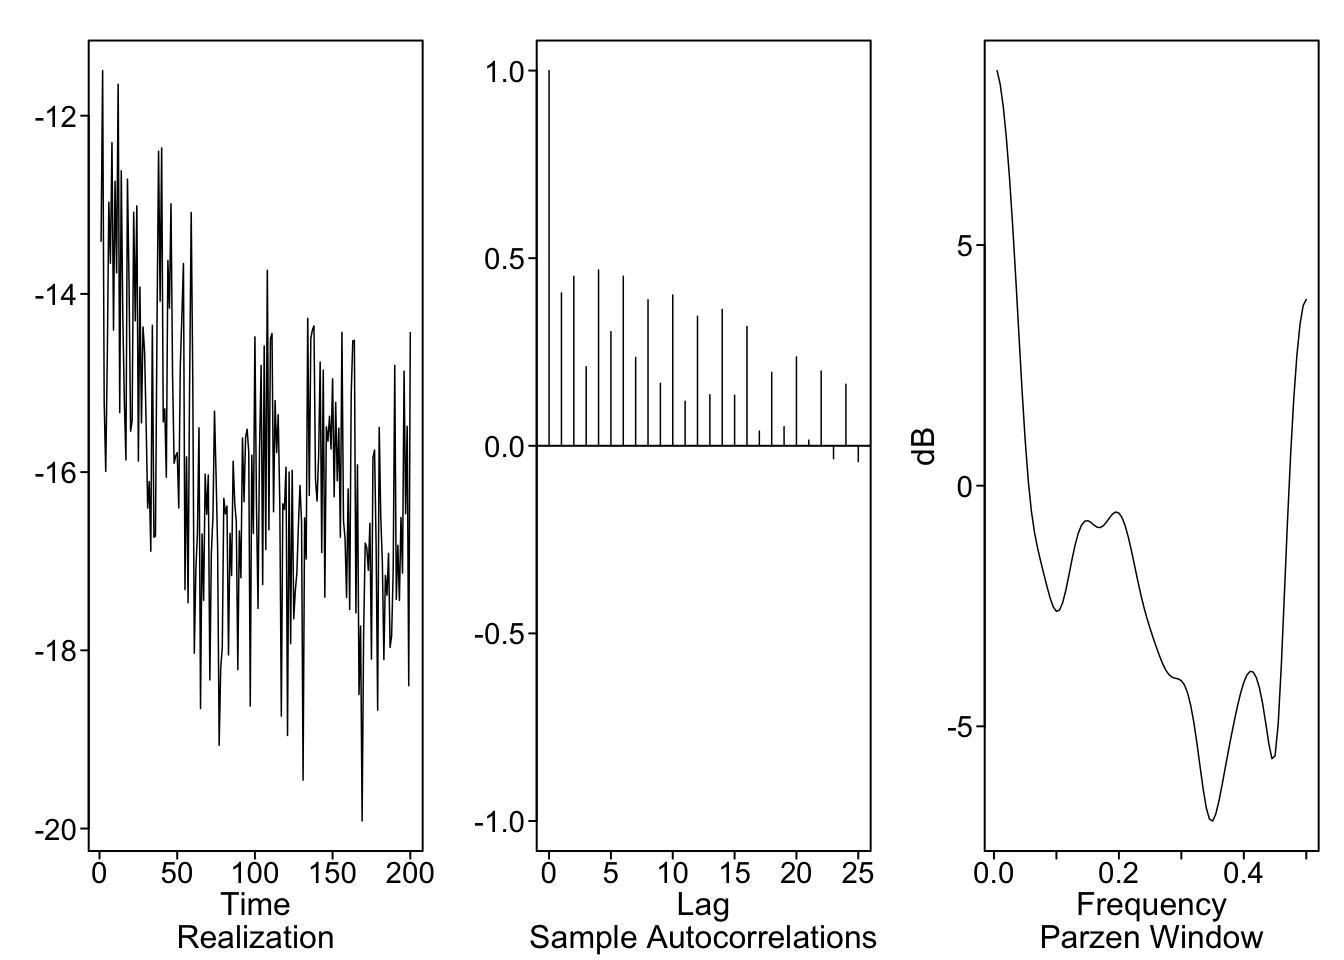 -12
-14
-16
-18
-20
0 50 100 150 200
Time
Realization
1.0
0.5
0.0
-0.5
-1.0
0 5 10 15 20 25
Lag
Sample Autocorrelations
dB
5
0
-5
0.0 0.2 0.4
Frequency
Parzen Window